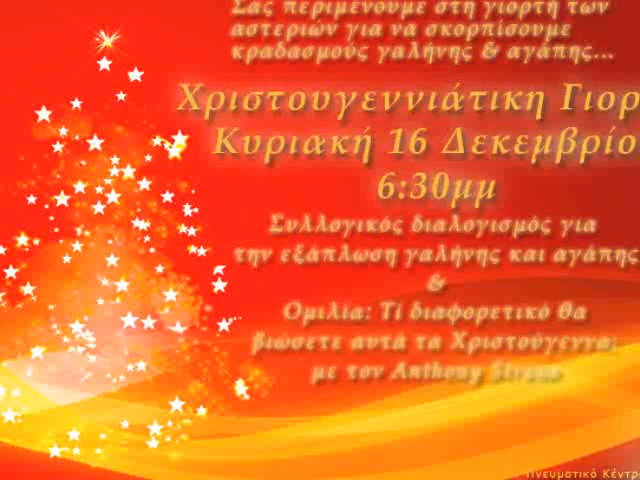 Σας περιμένουμε στη γιορτή των
αστεριών για να σκορπίσουμε
κραδασμούς γαλήνης & αγάπης...
Χριστουγεννιάτικη Γιορ
Κυριακή 16 Δεκεμβρίο
6:30μμ
Συλλογικός διαλογισμός για
την εξάπλωση γαλήνης και αγάπης
&
Ομιλία: Τί διαφορετικό θα
βιώσετε αυτά τα Χριστούγεννα;
με τον Anthony
Πνευματικό Κέντρ